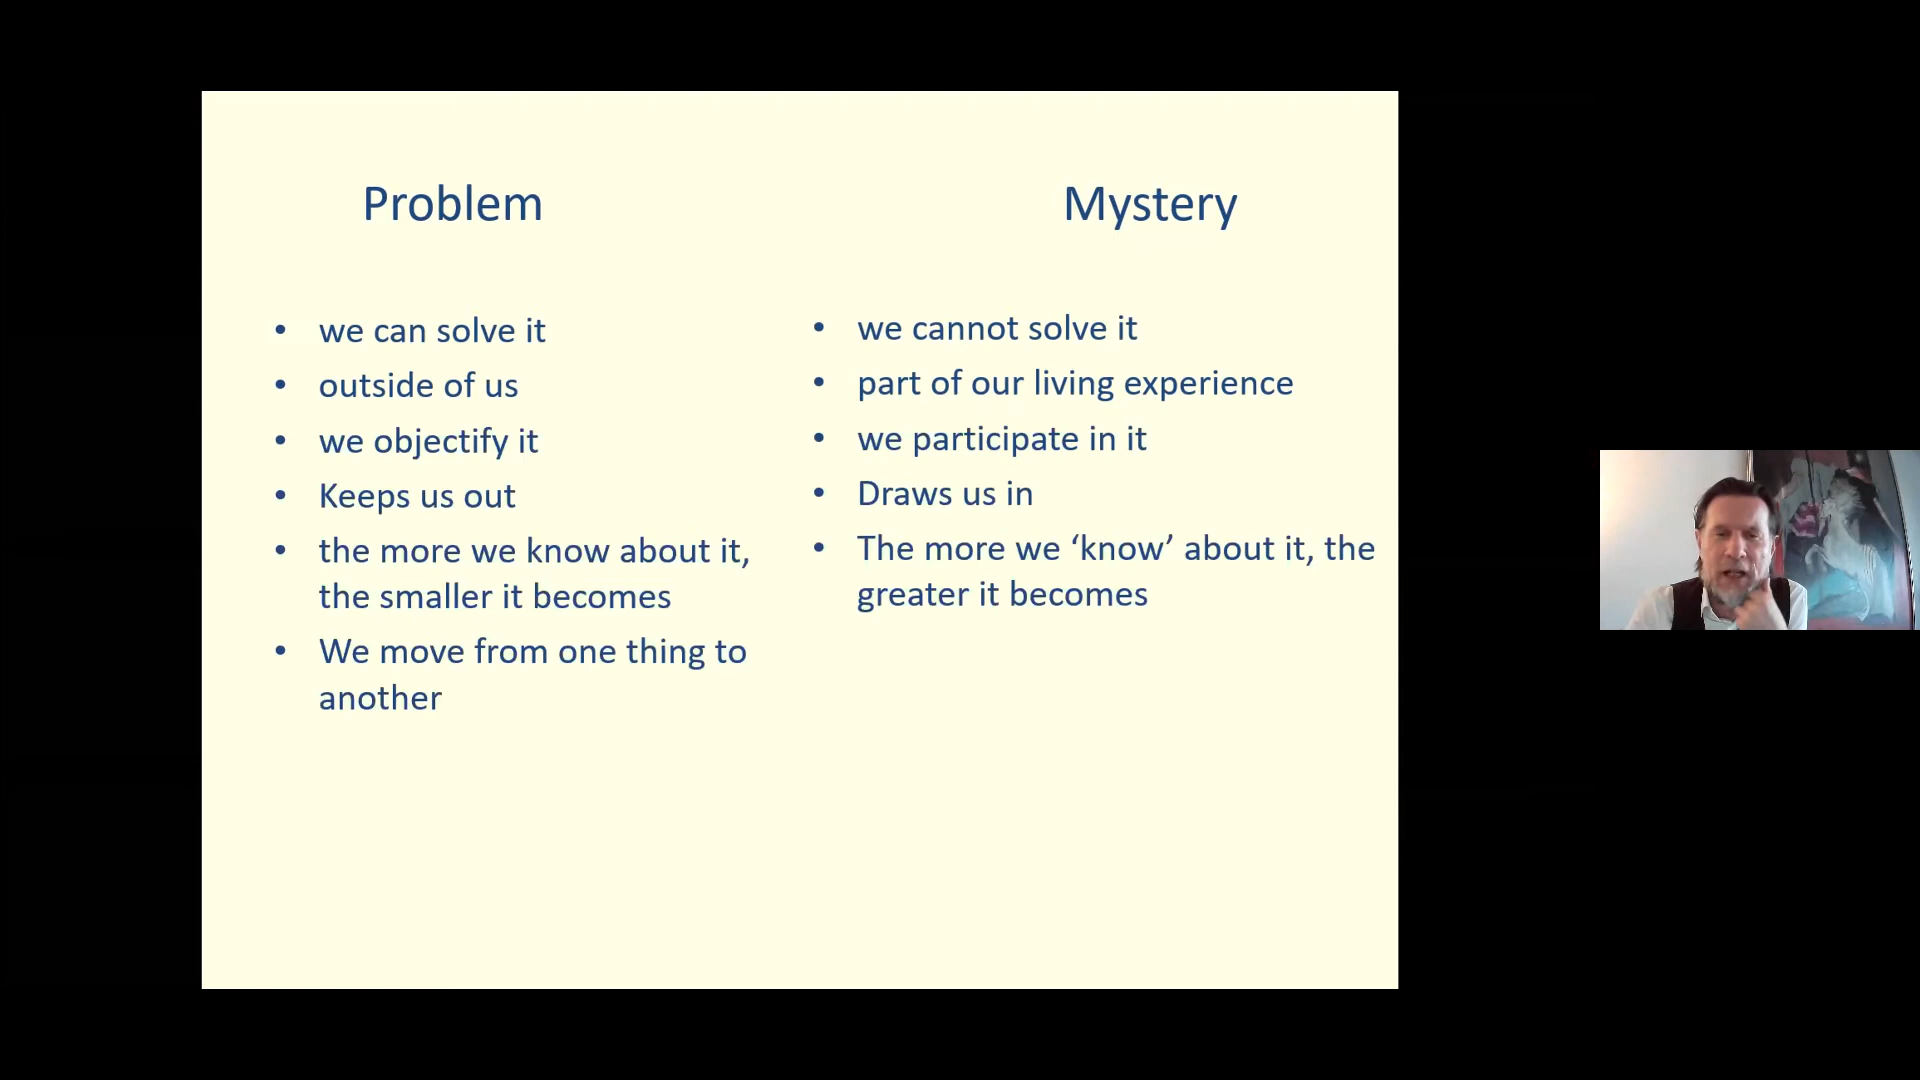 Problem
Mystery
• we can solve it
• outside of us
• we objectify it
• Keeps us out
• the more we know about it,
the smaller it becomes
• We move from one thing to
another
• we cannot solve it
• part of our living experience
• we participate in it
• Draws us in
• The more we ‘know’ about it, the
greater it becomes